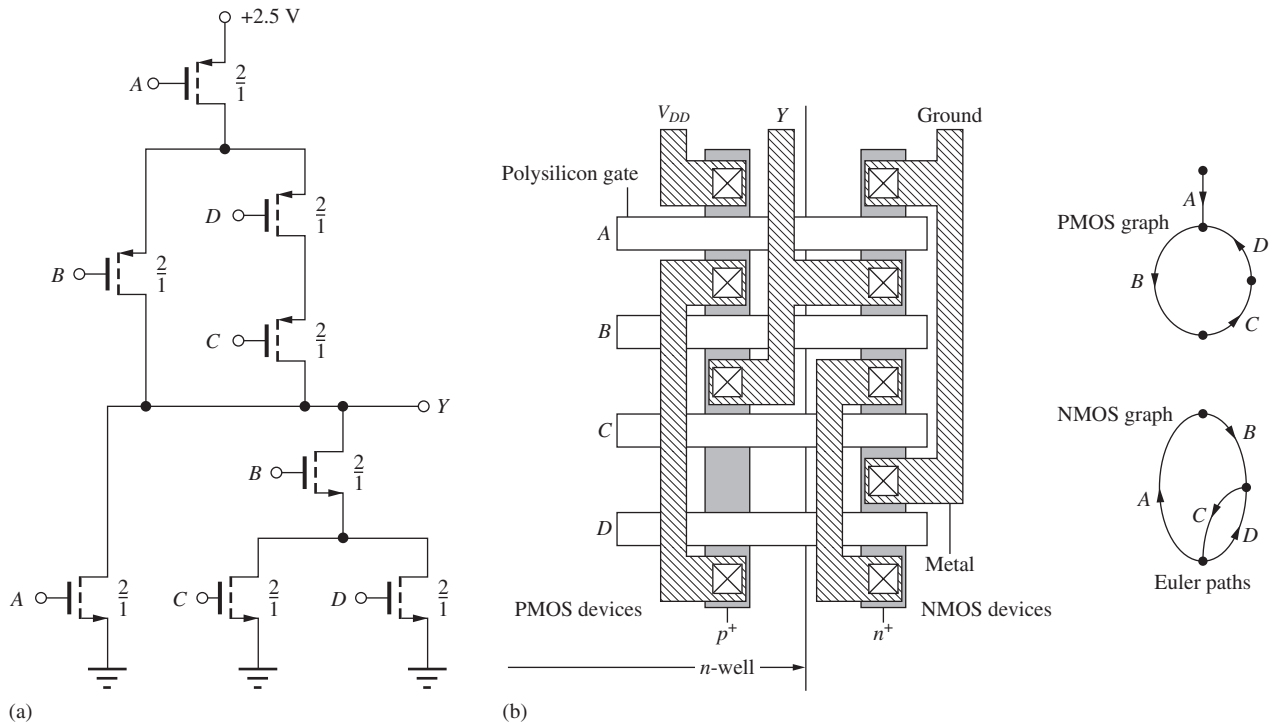 +2.5 V
A
2
1
D
2
1
B
2
1
C
2
1
Y
B
2
1
A
2
1
C
2
1
D
2
1
(a)
VDD
Y
Ground
Polysilicon gate
A
B
C
D
Metal
PMOS devices
NMOS devices
p+
n+
n-well
(b)
PMOS graph
A
D
B
C
NMOS graph
B
A
C
D
Euler paths